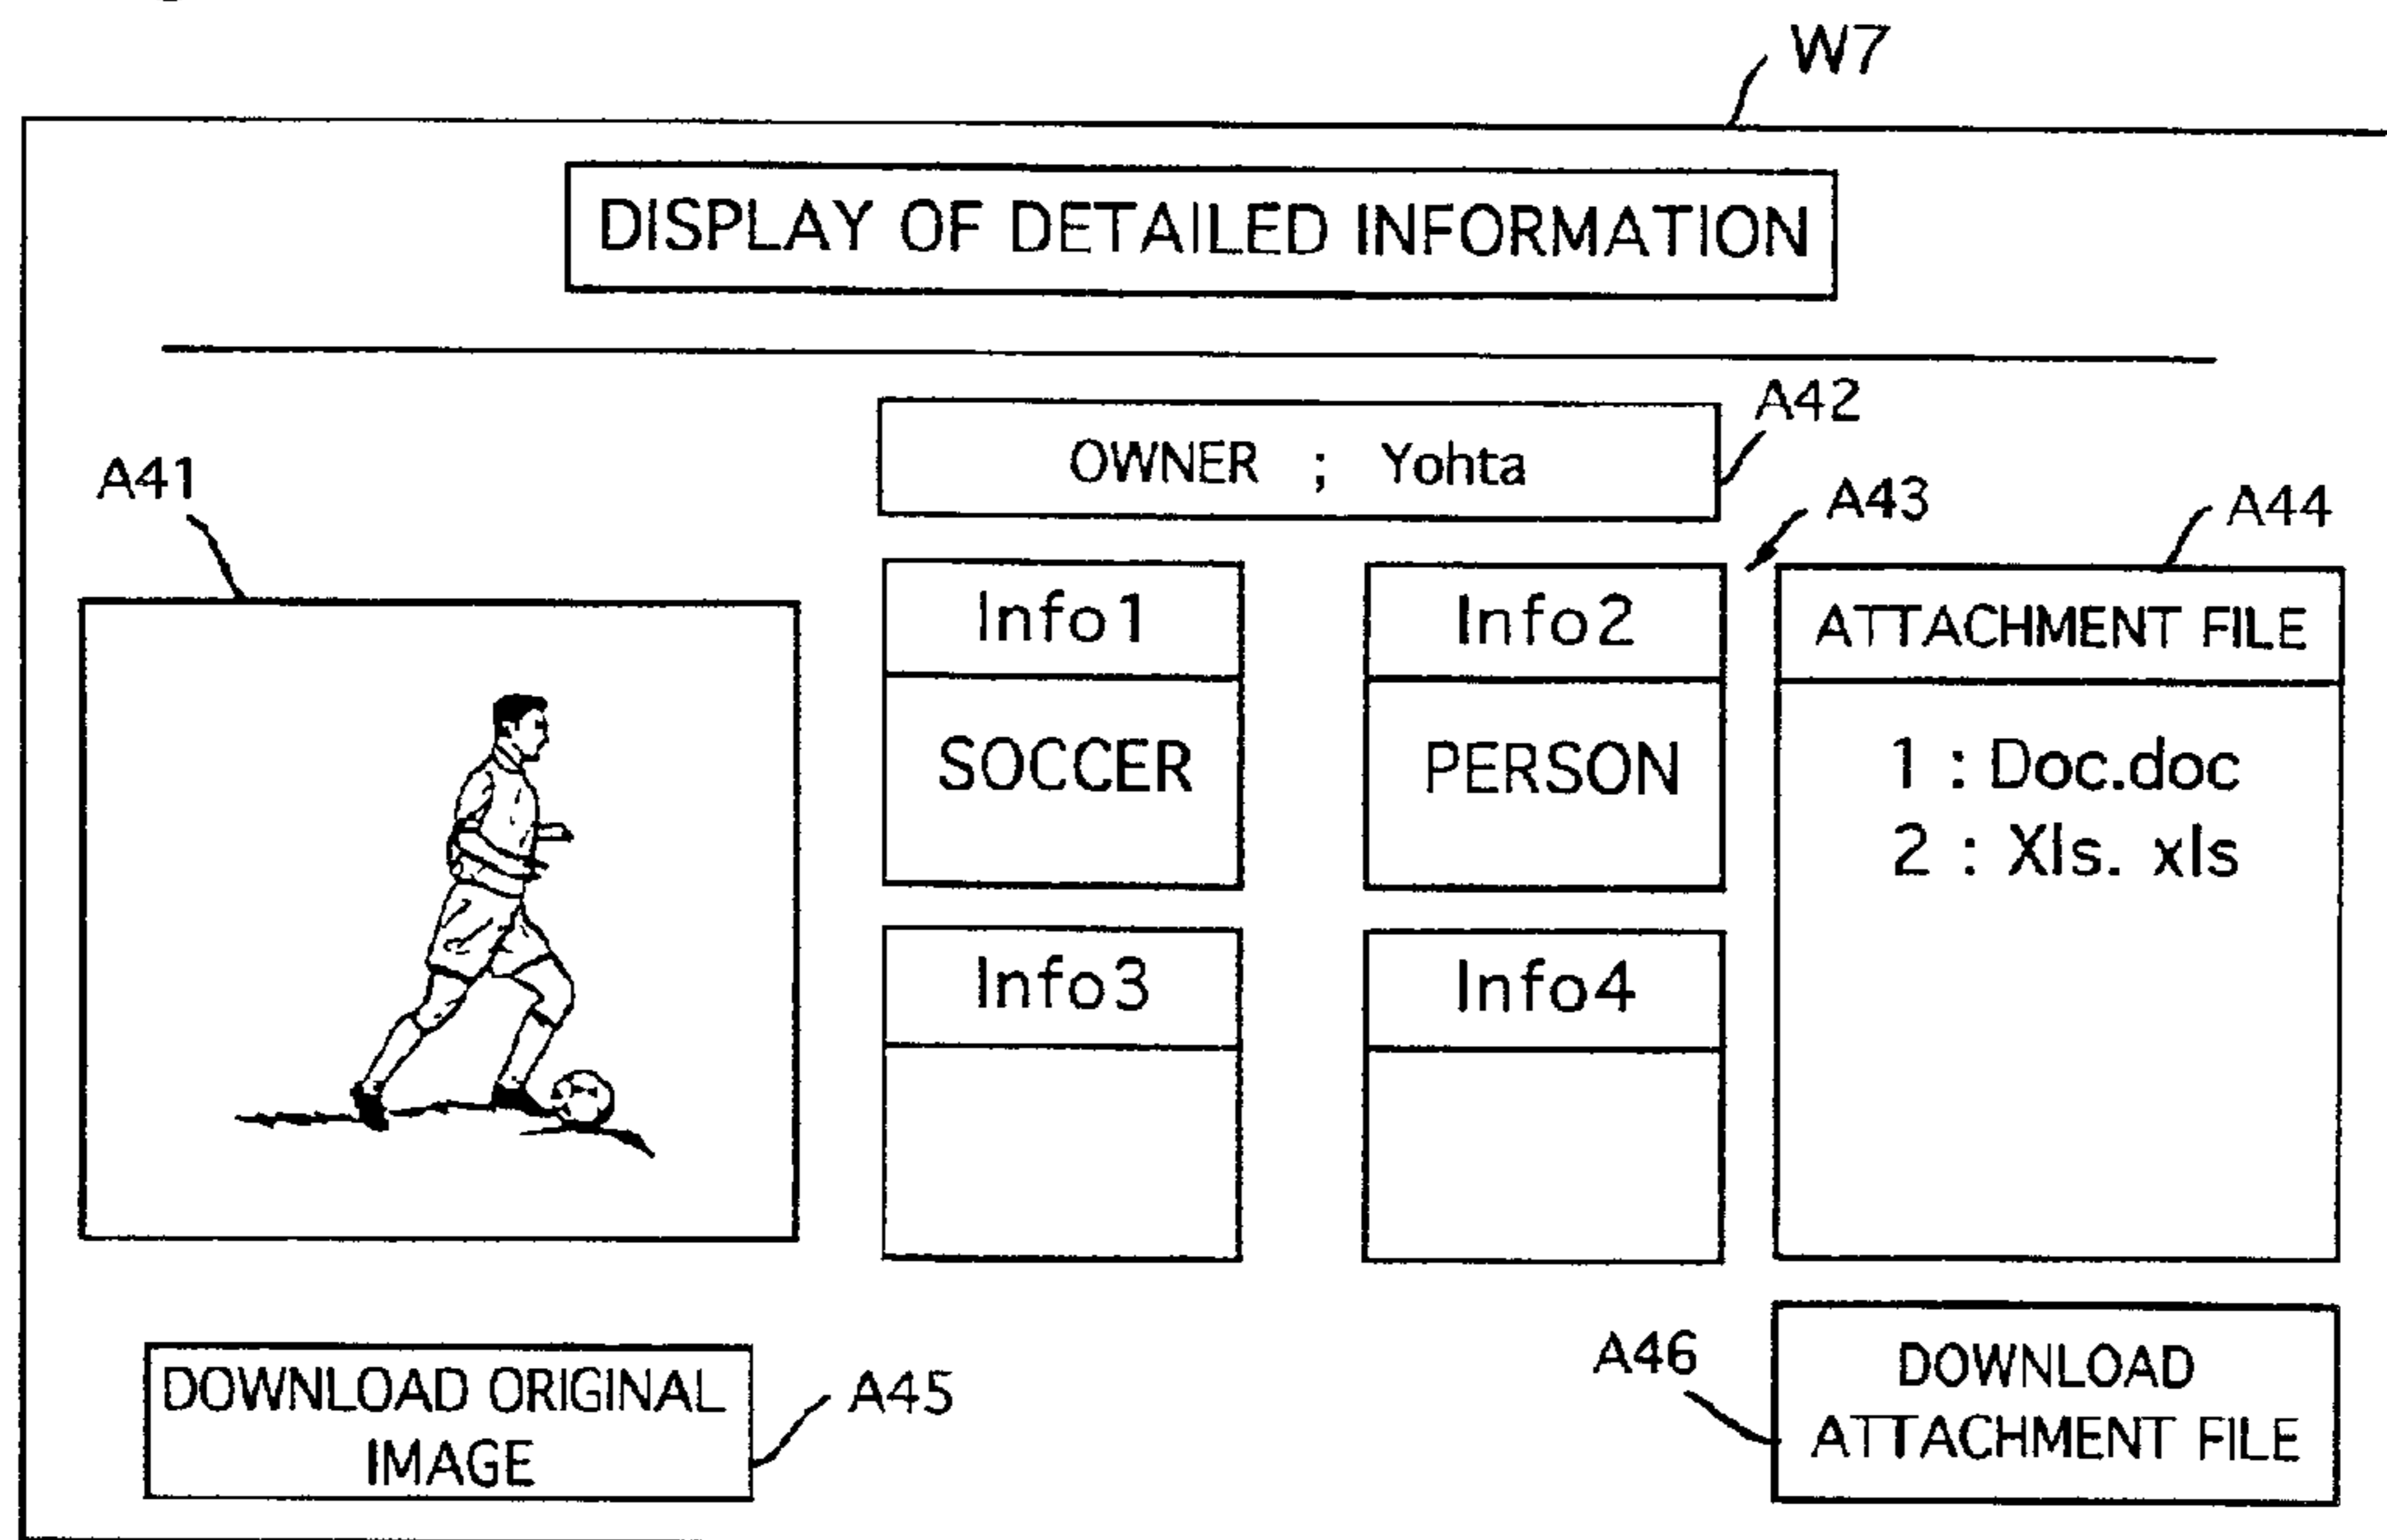 W7
DISPLAY OF DETAILED INFORMATION
A42
OWNER ; Yohta
A41
A43
A44
Info1
Info2
ATTACHMENT FILE
SOCCER
PERSON
1 : Doc.doc
2 : Xls. xls
Info3
Info4
A46
DOWNLOAD
ATTACHMENT FILE
DOWNLOAD ORIGINAL
IMAGE
A45